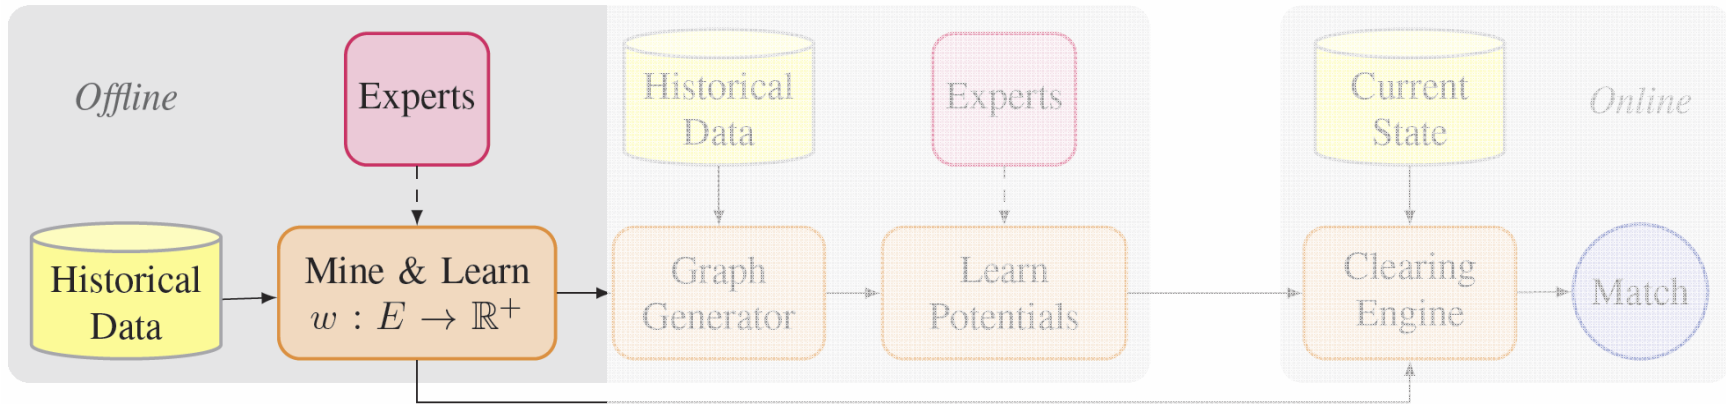 Offline
Experts
Historical
Data
Experts
Current
State
Online
Historical
Data
Mine & Learn
w : E → ℝ⁺
Graph
Generator
Learn
Potentials
Clearing
Engine
Match